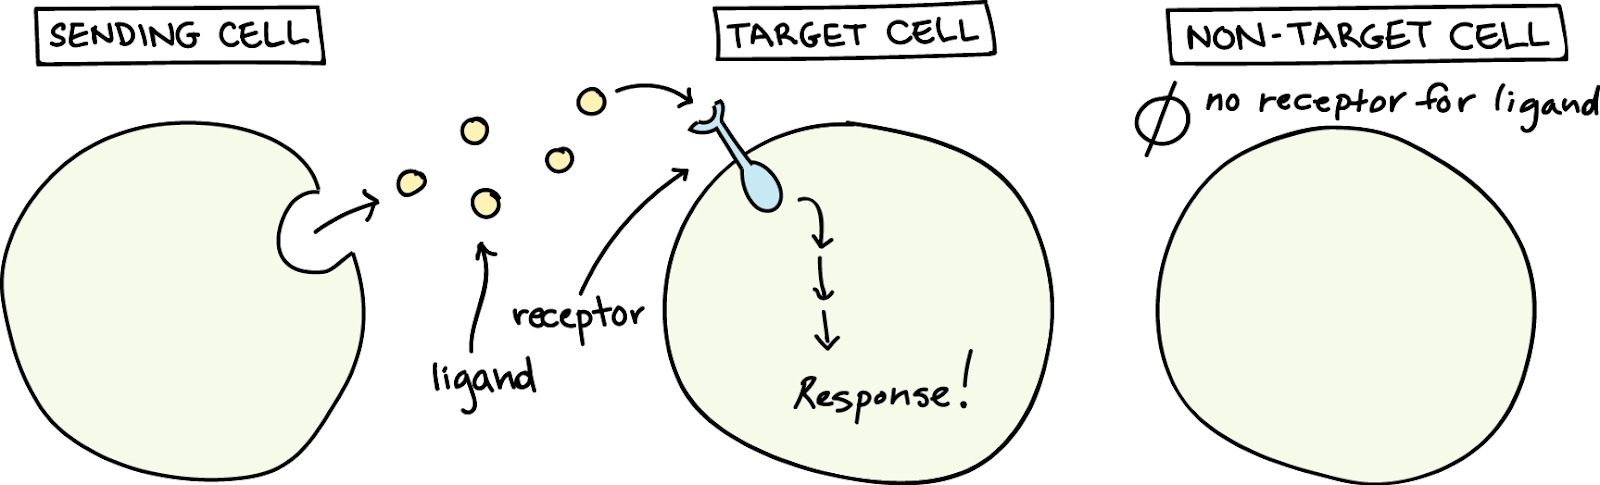 SENDING CELL
TARGET CELL
NON-TARGET CELL
no receptor for ligand
receptor
ligand
Response!